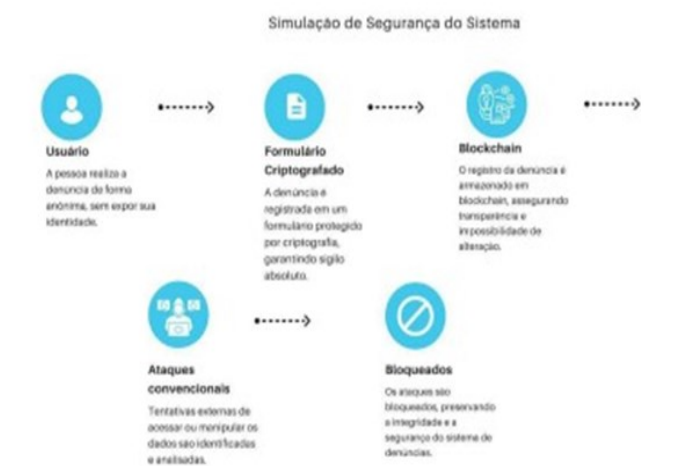 Simulação de Segurança do Sistema
Usuário
A pessoa realiza a
denúncia de forma
anônima, sem expor sua
identidade.
Formulário
Criptografado
A denúncia é
registrada em um
formulário protegido
por criptografia,
garantindo sigilo
absoluto.
Blockchain
O registro da denúncia é
armazenado em
blockchain, assegurando
transparência e
impossibilidade de
alteração.
Ataques
convencionais
Tentativas externas de
acessar ou manipular os
dados são identificadas
e analisadas.
Bloqueados
Os ataques são
bloqueados, preservando
a integridade e a
segurança do sistema de
denúncias.